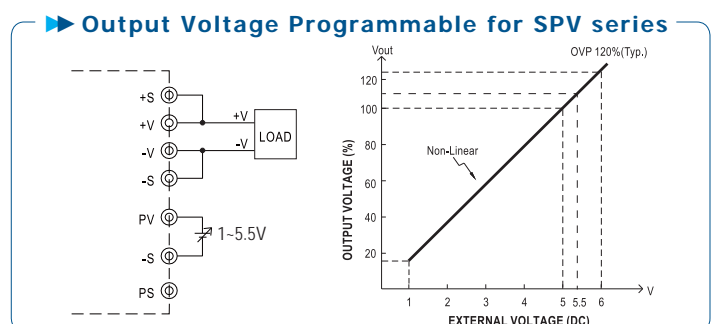 Output Voltage Programmable for SPV series
+S
+V
-V
-S
PV
-S
PS
+V
-V
LOAD
1~5.5V
Vout
OVP 120%(Typ.)
OUTPUT VOLTAGE (%)
120
100
80
60
40
20
Non-Linear
1 2 3 4 5 5.5 6
V
EXTERNAL VOLTAGE (DC)